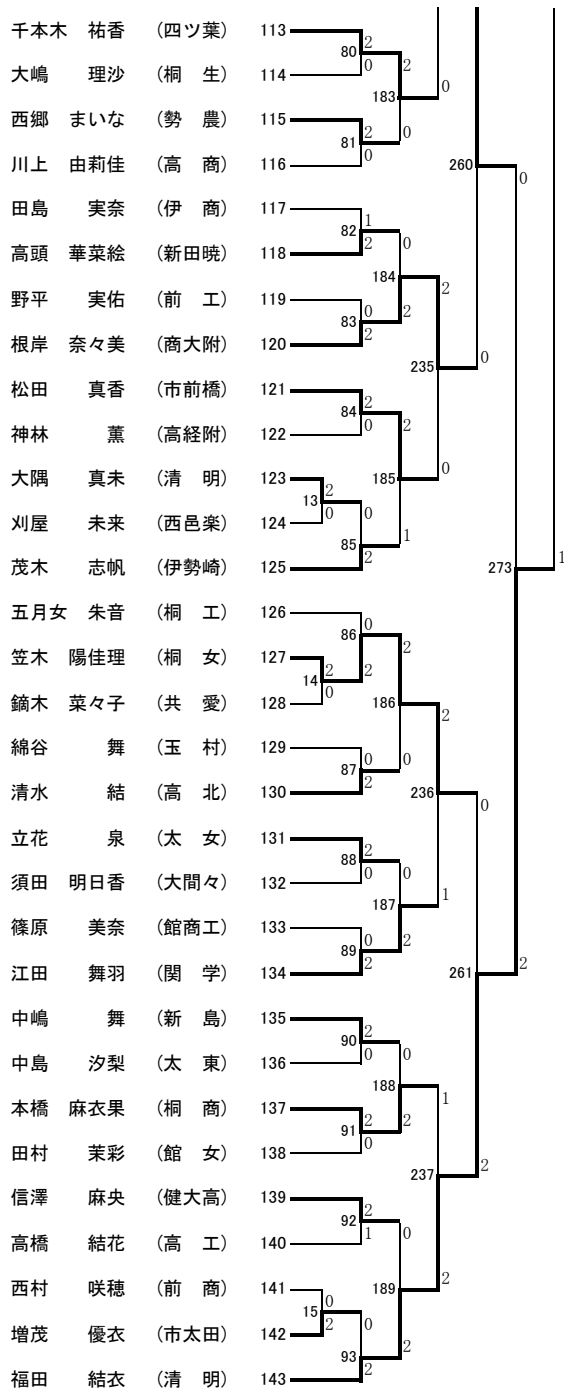 千本木 祐香 (四ツ葉) 113
大嶋 理沙 (桐 生) 114
西郷 まいな (勢 農) 115
川上 由莉佳 (高 商) 116
田島 実奈 (伊 商) 117
高頭 華菜絵 (新田暁) 118
野平 実佑 (前 工) 119
根岸 奈々美 (商大附) 120
松田 真香 (市前橋) 121
神林 薫 (高経附) 122
大隅 真未 (清 明) 123
刈屋 未来 (西邑楽) 124
茂木 志帆 (伊勢崎) 125
五月女 朱音 (桐 工) 126
笠木 陽佳理 (桐 女) 127
鏑木 菜々子 (共 愛) 128
綿谷 舞 (玉 村) 129
清水 結 (高 北) 130
立花 泉 (太 女) 131
須田 明日香 (大間々) 132
篠原 美奈 (館商工) 133
江田 舞羽 (関 学) 134
中嶋 舞 (新 島) 135
中島 汐梨 (太 東) 136
本橋 麻衣果 (桐 商) 137
田村 茉彩 (館 女) 138
信澤 麻央 (健大高) 139
高橋 結花 (高 工) 140
西村 咲穂 (前 商) 141
増茂 優衣 (市太田) 142
福田 結衣 (清 明) 143
13 2 0
14 2 0
15 0 2
80 2 0
81 2 0
82 1 2
83 0 2
84 2 0
85 0 2
86 0 2
87 0 2
88 2 0
89 0 2
90 2 0
91 2 0
92 2 1
93 0 2
183 2 0
184 0 2
185 2 1
186 2 0
187 0 2
188 0 2
189 0 2
0
235 2 0
236 2 1
237 1 2
260 0
261 0 2
273 0 2
1